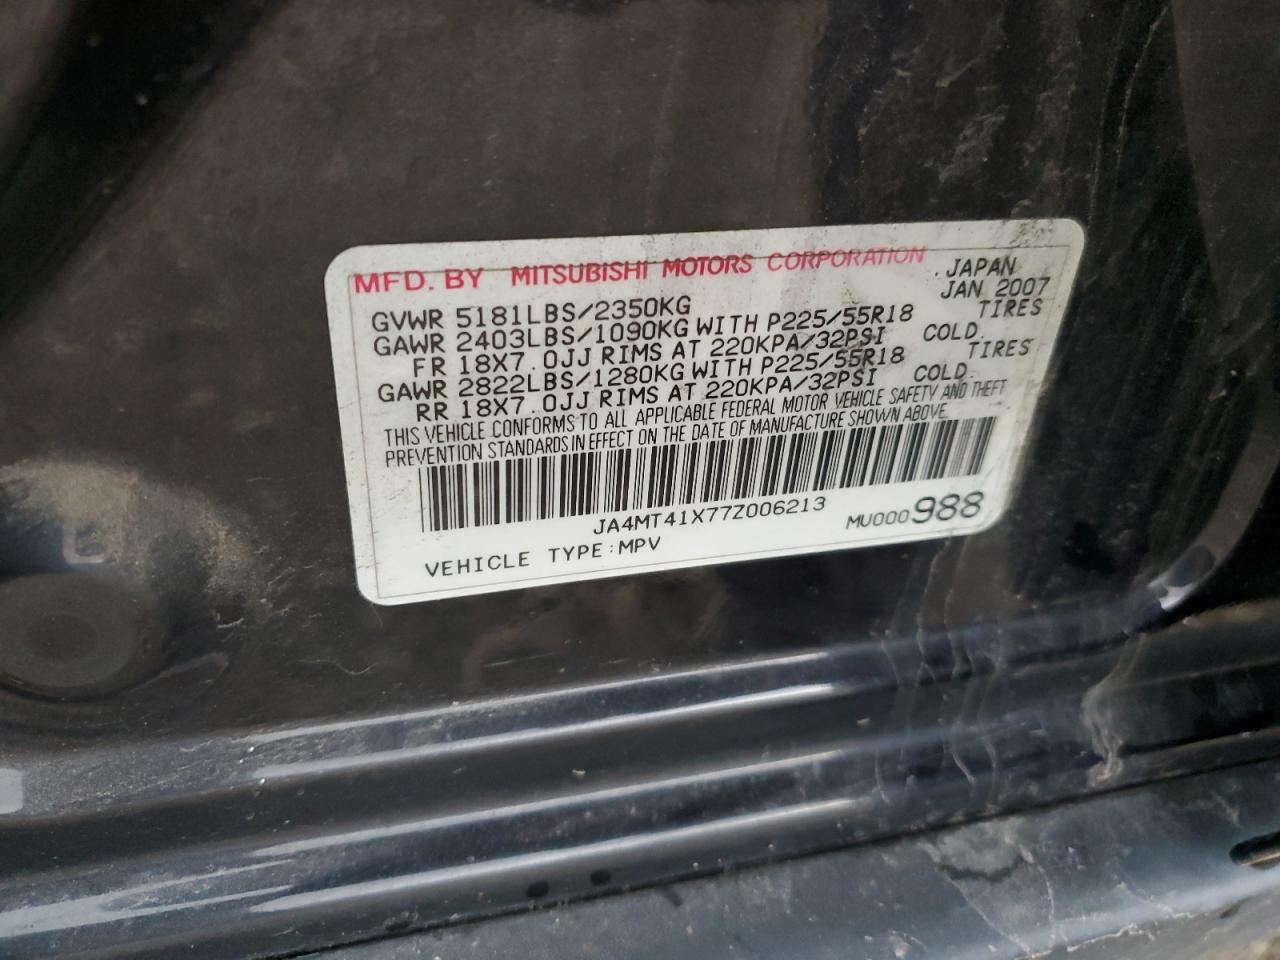 MFD. BY MITSUBISHI MOTORS CORPORATION . JAPAN
JAN 2007
GVWR 5181LBS/2350KG
GAWR 2403LBS/1090KG WITH P225/55R18 TIRES
FR 18X7.0JJ RIMS AT 220KPA/32PSI COLD.
GAWR 2822LBS/1280KG WITH P225/55R18 TIRES
RR 18X7.0JJ RIMS AT 220KPA/32PSI COLD.
THIS VEHICLE CONFORMS TO ALL APPLICABLE FEDERAL MOTOR VEHICLE SAFETY AND THEFT
PREVENTION STANDARDS IN EFFECT ON THE DATE OF MANUFACTURE SHOWN ABOVE.
JA4MT41X77Z006213
MU000988
VEHICLE TYPE:MPV